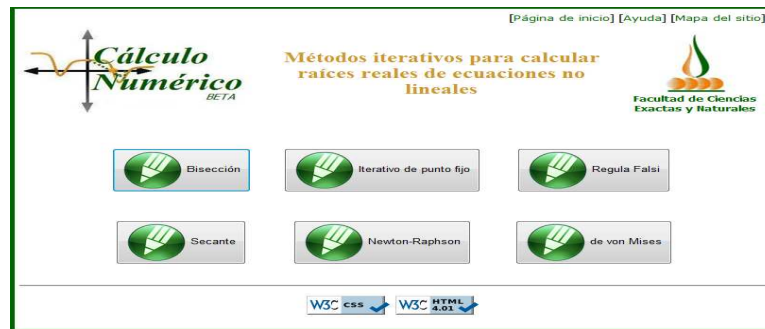 [Página de inicio] [Ayuda] [Mapa del sitio]
Cálculo
Numérico
BETA
Métodos iterativos para calcular
raíces reales de ecuaciones no
lineales
Facultad de Ciencias
Exactas y Naturales
Bisección
Iterativo de punto fijo
Regula Falsi
Secante
Newton-Raphson
de von Mises
W3C css
W3C HTML 4.01